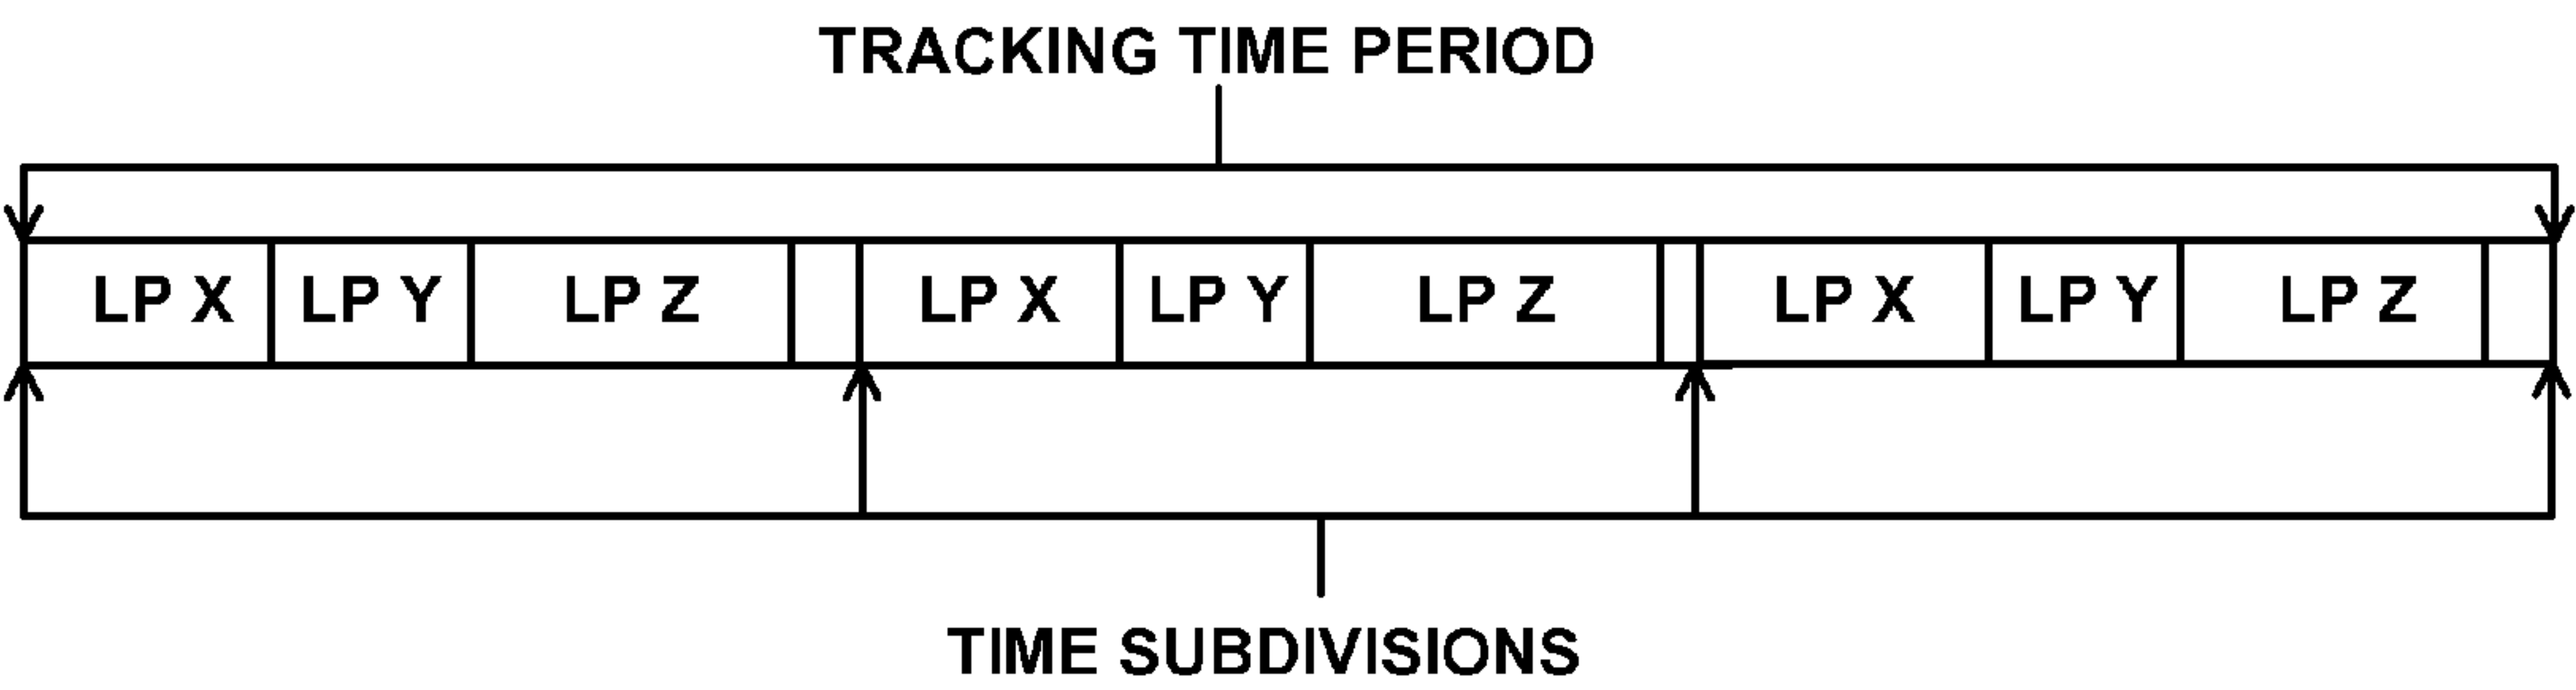 TRACKING TIME PERIOD
LP X LP Y LP Z LP X LP Y LP Z LP X LP Y LP Z
TIME SUBDIVISIONS